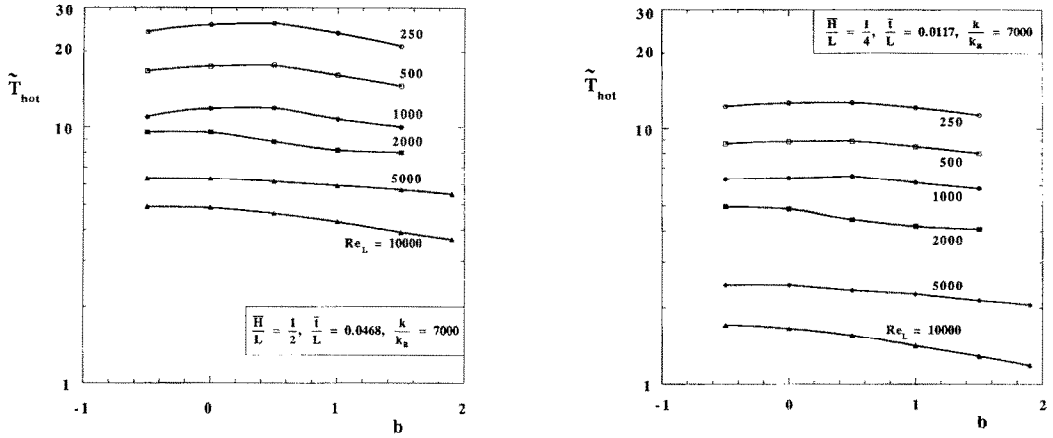 30
20
T̃hot
10
1
250
500
1000
2000
5000
ReL = 10000
H̄/L = 1/2, t̄/L = 0.0468, k/ka = 7000
-1 0 1 2
b
30
20
T̃hot
10
1
H̄/L = 1/4, t̄/L = 0.0117, k/ka = 7000
250
500
1000
2000
5000
ReL = 10000
-1 0 1 2
b